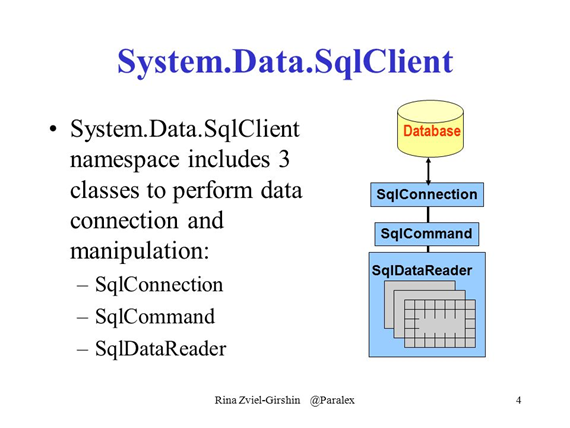 System.Data.SqlClient
• System.Data.SqlClient
namespace includes 3
classes to perform data
connection and
manipulation:
– SqlConnection
– SqlCommand
– SqlDataReader
Database
SqlConnection
SqlCommand
SqlDataReader
Rina Zviel-Girshin @Paralex
4